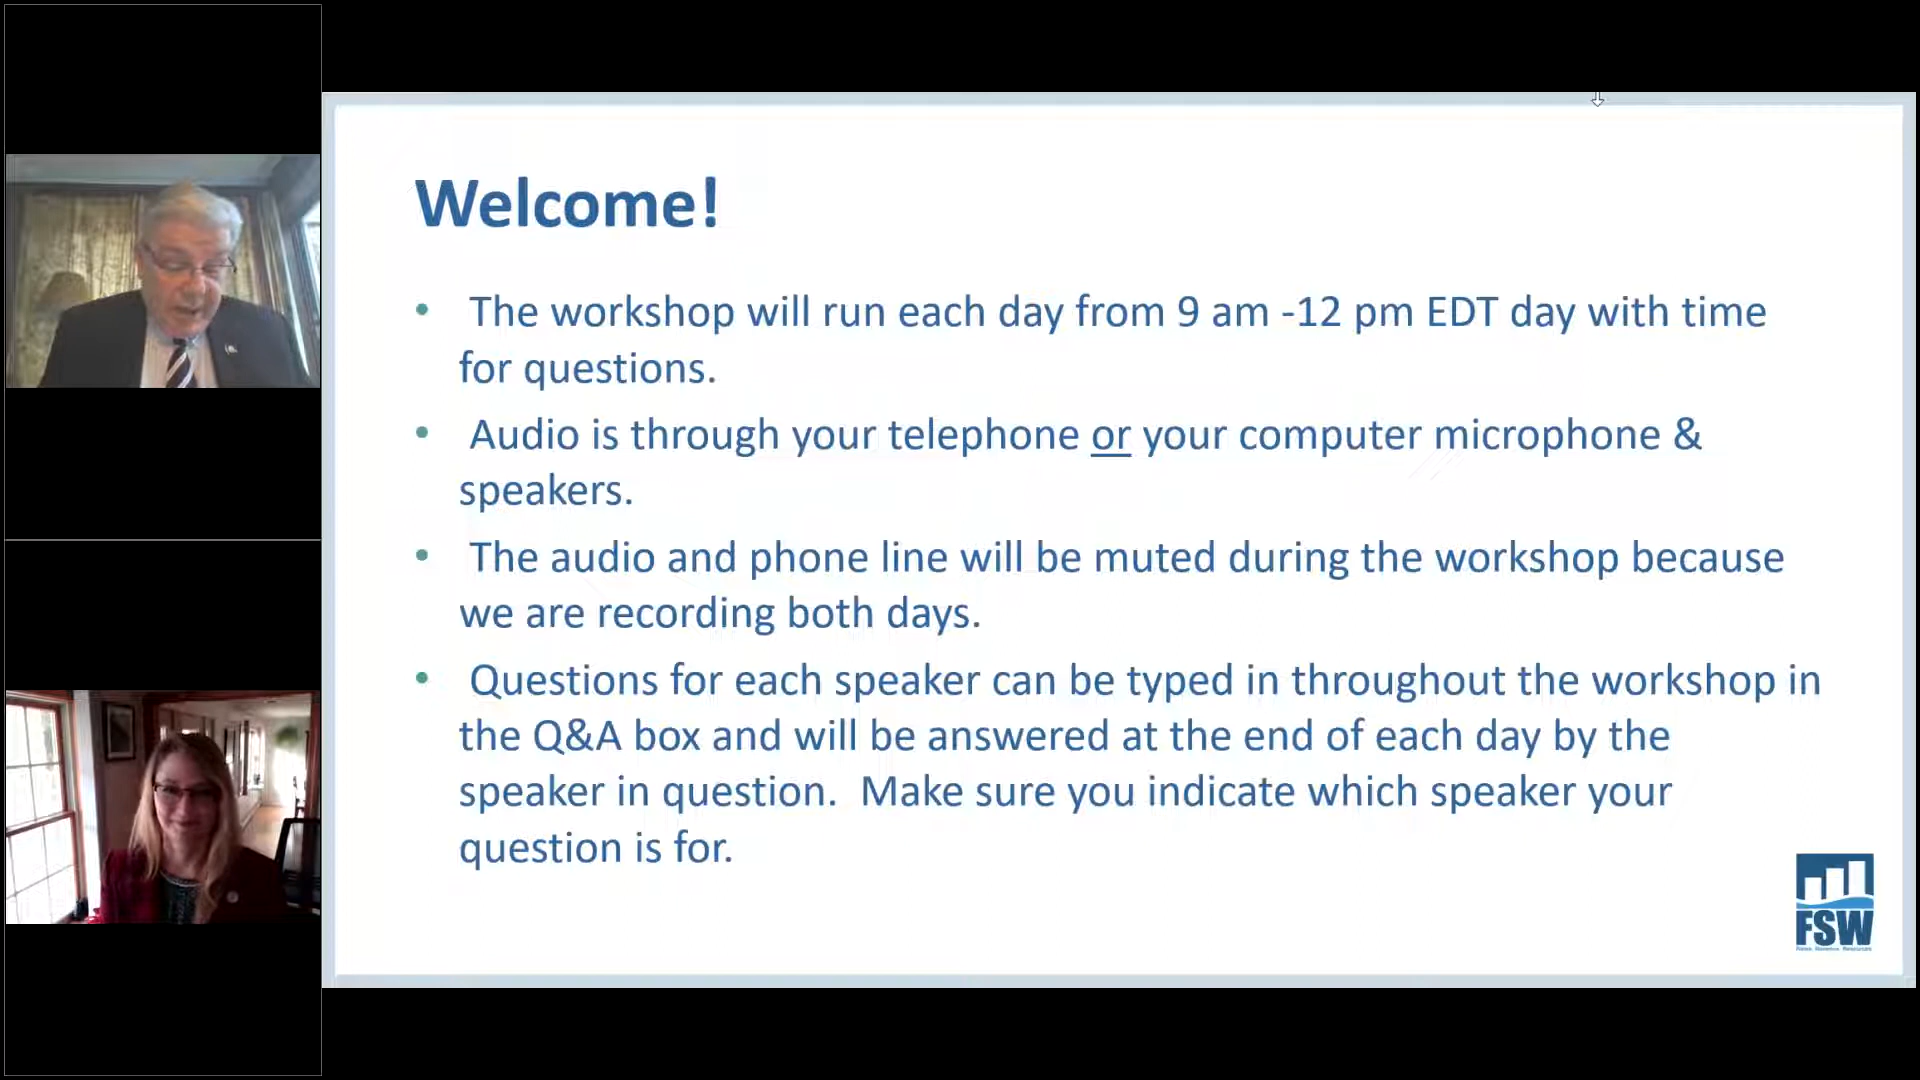 Welcome!
• The workshop will run each day from 9 am -12 pm EDT day with time
for questions.
• Audio is through your telephone or your computer microphone &
speakers.
• The audio and phone line will be muted during the workshop because
we are recording both days.
• Questions for each speaker can be typed in throughout the workshop in
the Q&A box and will be answered at the end of each day by the
speaker in question.  Make sure you indicate which speaker your
question is for.
FSW